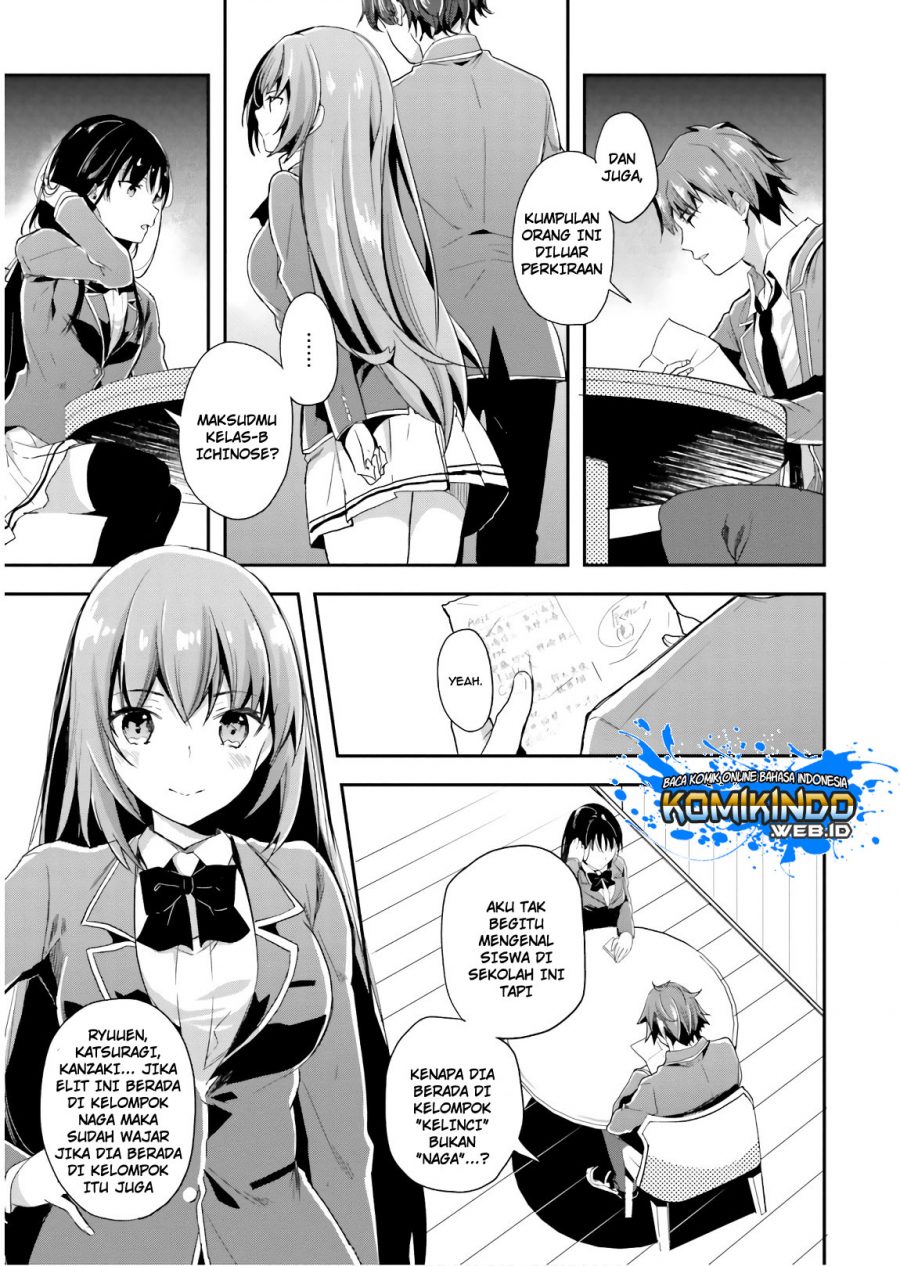 DAN
JUGA,
KUMPULAN
ORANG INI
DILUAR
PERKIRAAN
......
MAKSUDMU
KELAS-B
ICHINOSE?
YEAH.
BACA KOMIK ONLINE BAHASA INDONESIA
KOMIKINDO
WEB.ID
AKU TAK
BEGITU
MENGENAL
SISWA DI
SEKOLAH INI
TAPI
KENAPA DIA
BERADA DI
KELOMPOK
"KELINCI"
BUKAN
"NAGA"...?
RYUUEN,
KATSURAGI,
KANZAKI... JIKA
ELIT INI BERADA
DI KELOMPOK
NAGA MAKA
SUDAH WAJAR
JIKA DIA BERADA
DI KELOMPOK
ITU JUGA